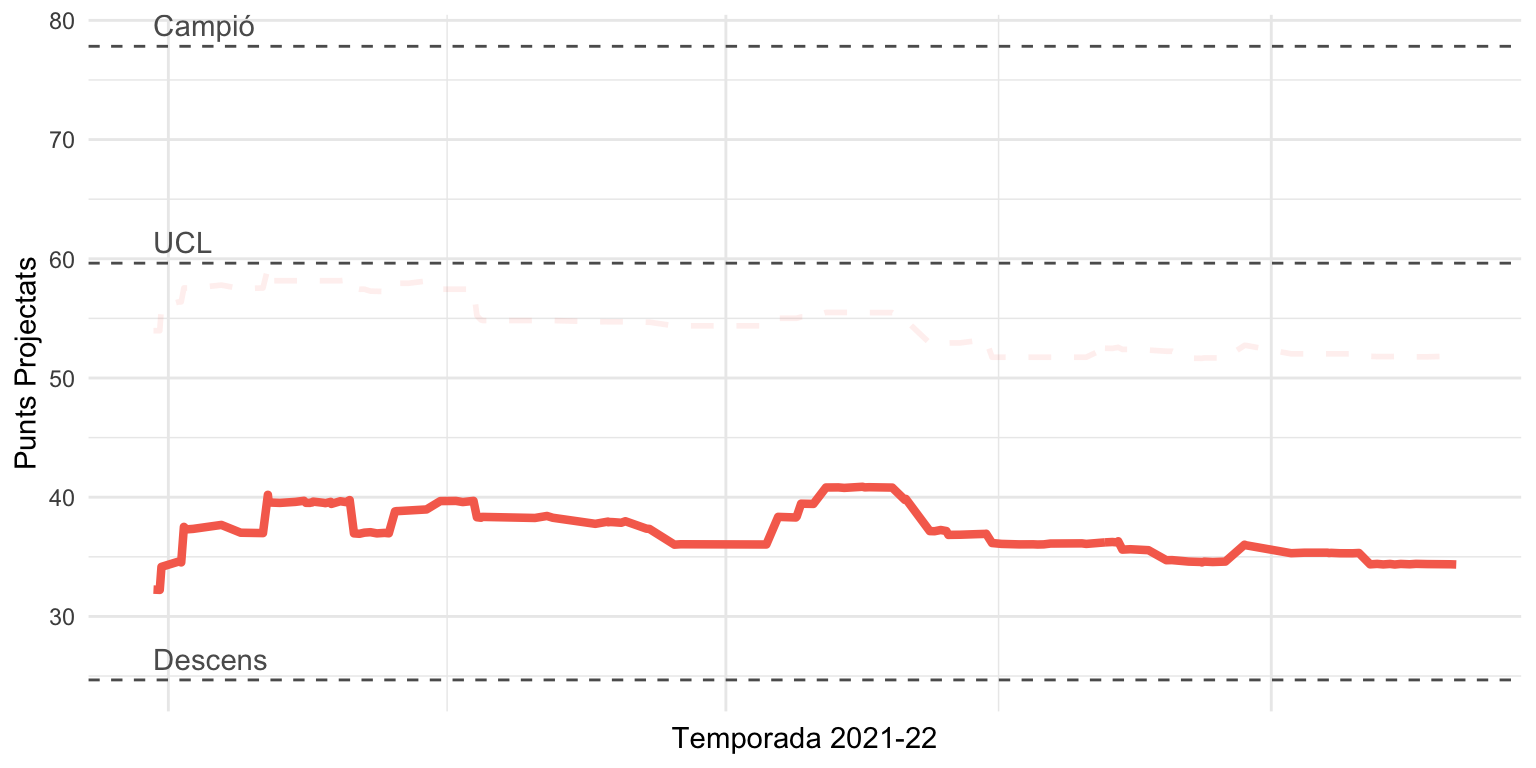 80
Campió
70
UCL
60
50
40
30
Descens
Punts Projectats
Temporada 2021-22